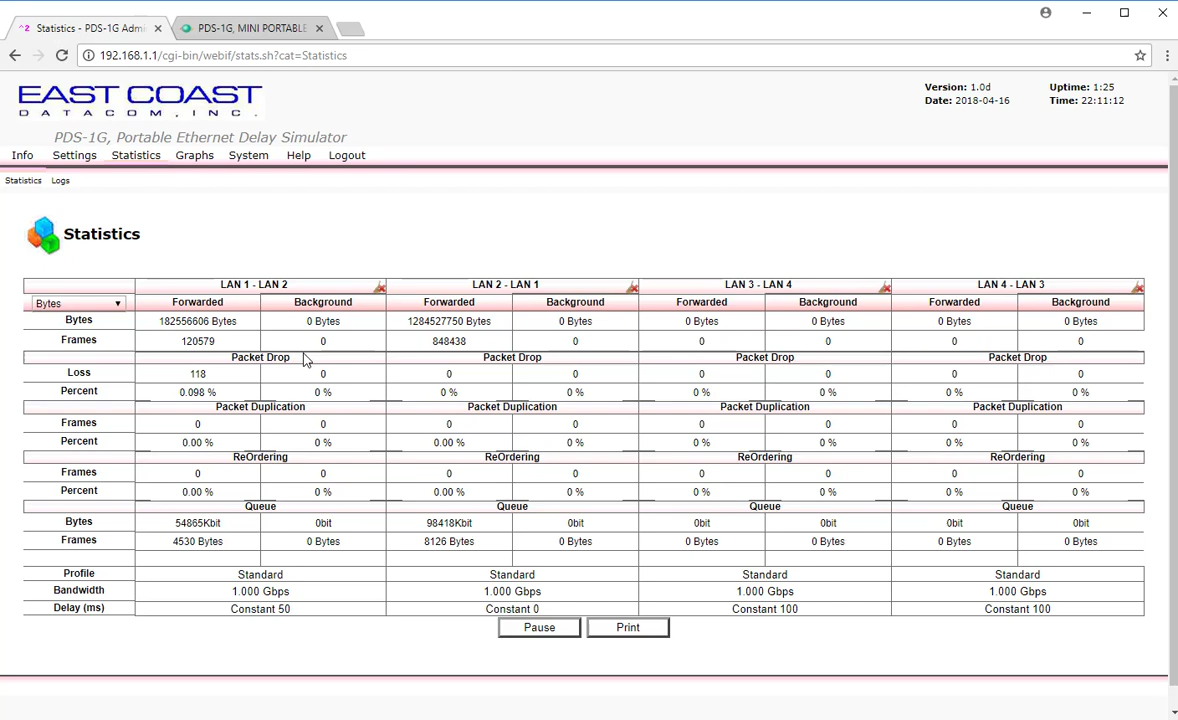 Statistics - PDS-1G Admi
PDS-1G, MINI PORTABLE
192.168.1.1/cgi-bin/webif/stats.sh?cat=Statistics
EAST COAST
DATACOM, INC.
Version: 1.0d Uptime: 1:25
Date: 2018-04-16 Time: 22:11:12
PDS-1G, Portable Ethernet Delay Simulator
Info Settings Statistics Graphs System Help Logout
Statistics Logs
Statistics
LAN 1 - LAN 2 LAN 2 - LAN 1 LAN 3 - LAN 4 LAN 4 - LAN 3
Bytes Forwarded Background Forwarded Background Forwarded Background Forwarded Background
Bytes 182556606 Bytes 0 Bytes 1284527750 Bytes 0 Bytes 0 Bytes 0 Bytes 0 Bytes 0 Bytes
Frames 120579 0 848438 0 0 0 0 0
Packet Drop Packet Drop Packet Drop Packet Drop
Loss 118 0 0 0 0 0 0 0
Percent 0.098 % 0 % 0 % 0 % 0 % 0 % 0 % 0 %
Packet Duplication Packet Duplication Packet Duplication Packet Duplication
Frames 0 0 0 0 0 0 0 0
Percent 0.00 % 0 % 0.00 % 0 % 0 % 0 % 0 % 0 %
ReOrdering ReOrdering ReOrdering ReOrdering
Frames 0 0 0 0 0 0 0 0
Percent 0.00 % 0 % 0.00 % 0 % 0 % 0 % 0 % 0 %
Queue Queue Queue Queue
Bytes 54865Kbit 0bit 98418Kbit 0bit 0bit 0bit 0bit 0bit
Frames 4530 Bytes 0 Bytes 8126 Bytes 0 Bytes 0 Bytes 0 Bytes 0 Bytes 0 Bytes
Profile Standard Standard Standard Standard
Bandwidth 1.000 Gbps 1.000 Gbps 1.000 Gbps 1.000 Gbps
Delay (ms) Constant 50 Constant 0 Constant 100 Constant 100
Pause Print